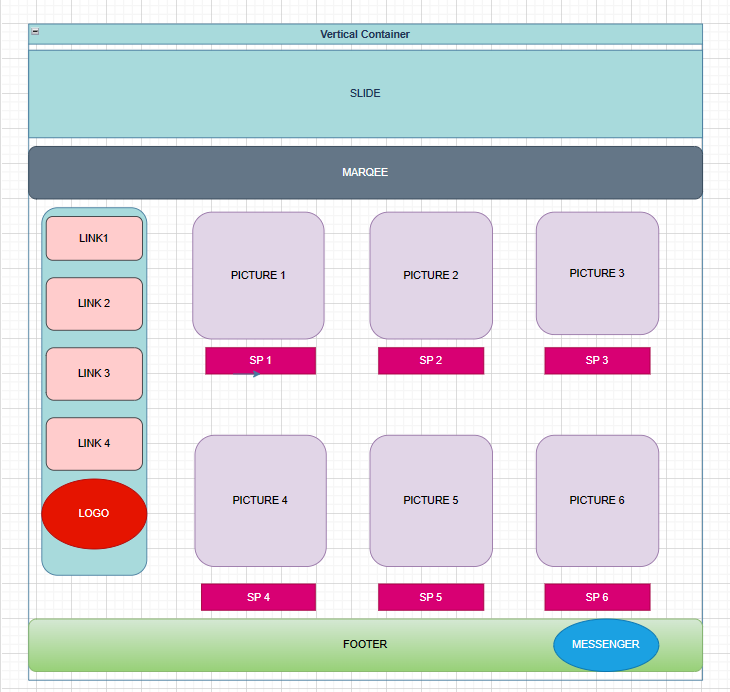 Vertical Container
SLIDE
MARQEE
LINK1
PICTURE 1
PICTURE 2
PICTURE 3
LINK 2
SP 1
SP 2
SP 3
LINK 3
LINK 4
PICTURE 4
PICTURE 5
PICTURE 6
LOGO
SP 4
SP 5
SP 6
FOOTER
MESSENGER